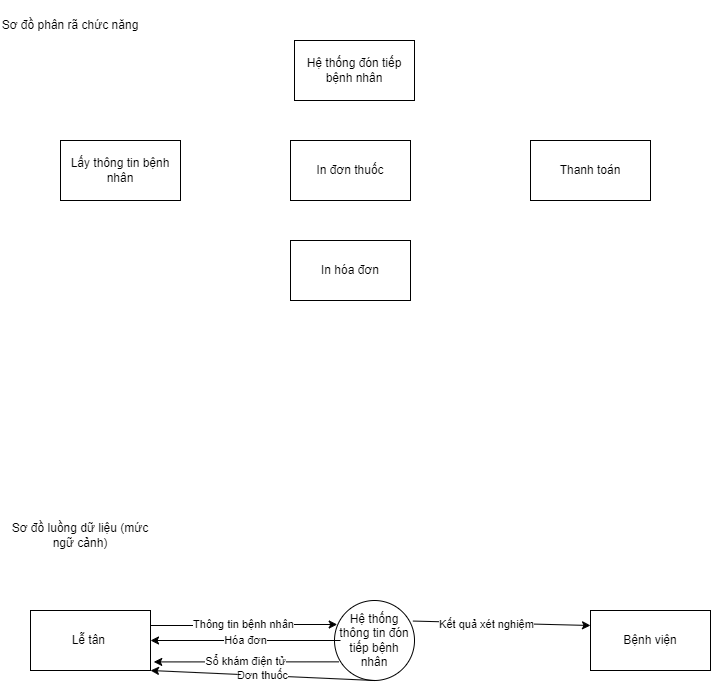 Sơ đồ phân rã chức năng
Hệ thống đón tiếp
bệnh nhân
Lấy thông tin bệnh
nhân
In đơn thuốc
Thanh toán
In hóa đơn
Sơ đồ luồng dữ liệu (mức
ngữ cảnh)
Lễ tân
Thông tin bệnh nhân
Hóa đơn
Sổ khám điện tử
Đơn thuốc
Hệ thống
thông tin đón
tiếp bệnh
nhân
Kết quả xét nghiệm
Bệnh viện